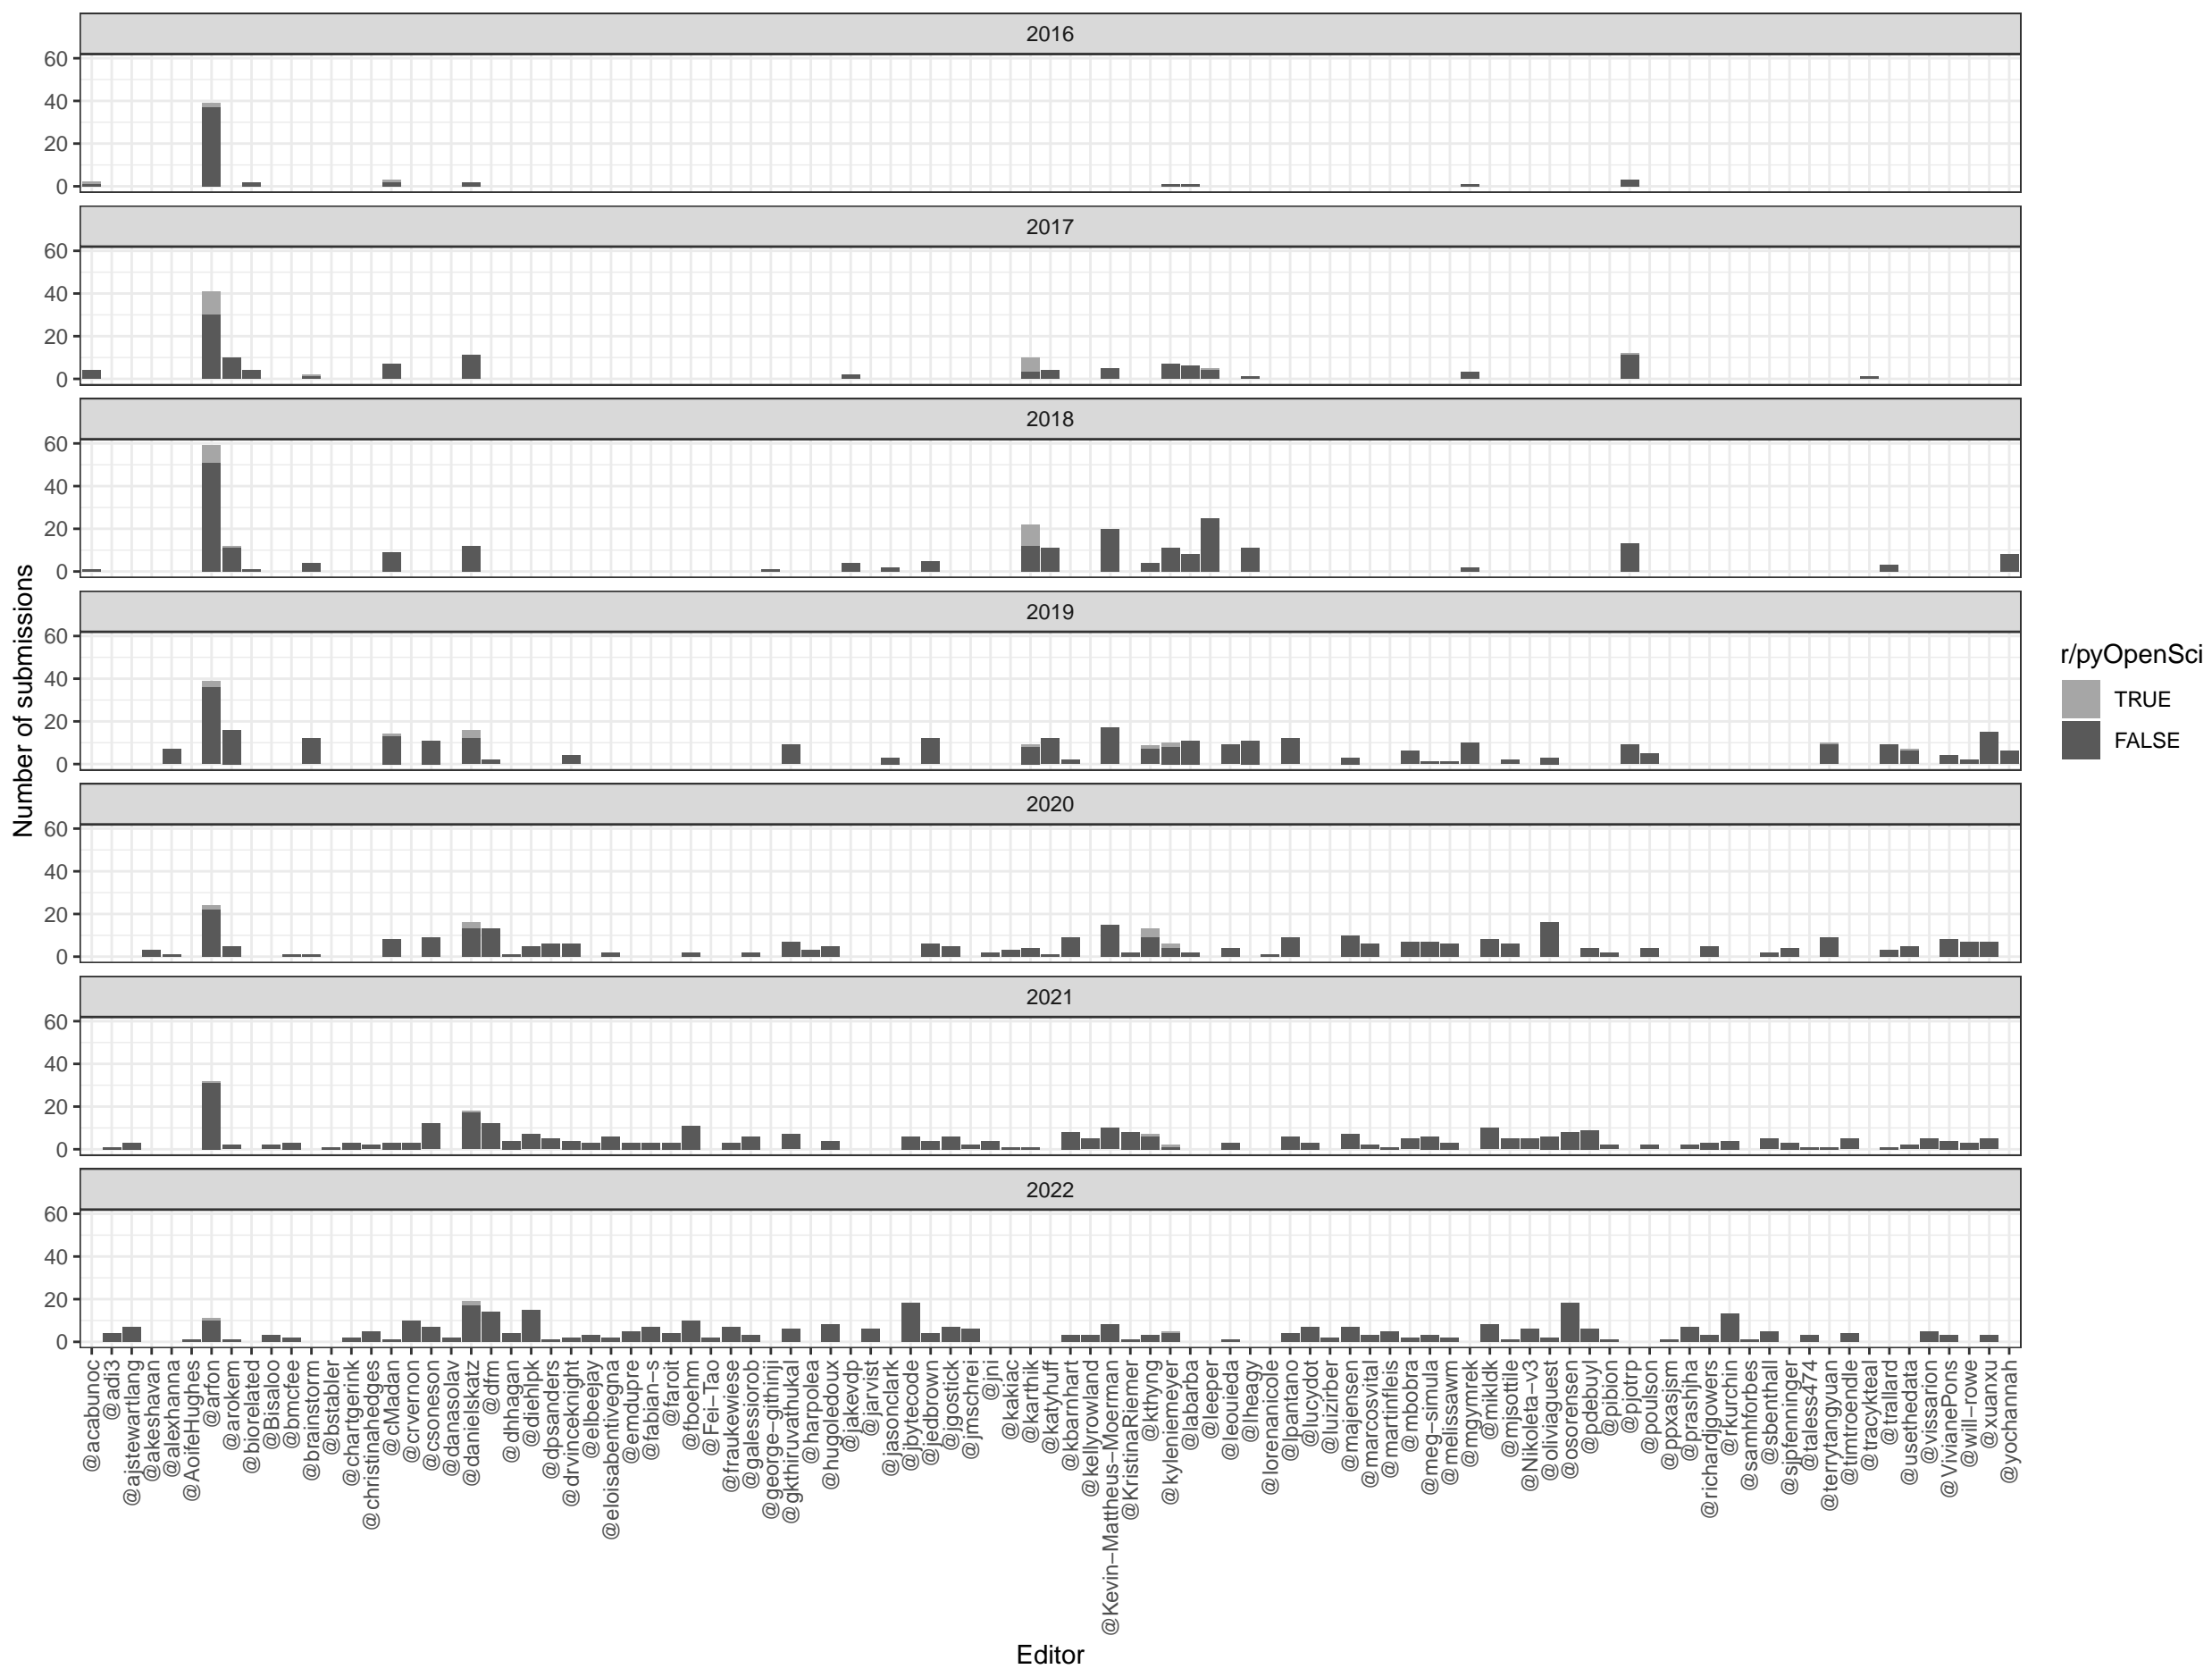 2016
60
40
20
0
2017
60
40
20
0
2018
60
40
20
0
2019
60
40
20
0
2020
60
40
20
0
2021
60
40
20
0
2022
60
40
20
0
Number of submissions
@acabunoc
@adi3
@ajstewartlang
@akeshavan
@alexhanna
@AoifeHughes
@arfon
@arokem
@biorelated
@Bisaloo
@bmcfee
@brainstorm
@bstabler
@chartgerink
@christinahedges
@cMadan
@crvernon
@csoneson
@danasolav
@danielskatz
@dfm
@dhhagan
@diehlpk
@dpsanders
@drvinceknight
@elbeejay
@eloisabentivegna
@emdupre
@fabian−s
@faroit
@fboehm
@Fei−Tao
@fraukewiese
@galessiorob
@george−githinji
@gkthiruvathukal
@harpolea
@hugoledoux
@jakevdp
@jarvist
@jasonclark
@jbytecode
@jedbrown
@jgostick
@jmschrei
@jni
@kakiac
@karthik
@katyhuff
@kbarnhart
@kellyrowland
@Kevin−Mattheus−Moerman
@KristinaRiemer
@kthyng
@kyleniemeyer
@labarba
@leeper
@leouieda
@lheagy
@lorenanicole
@lpantano
@lucydot
@luizirber
@majensen
@marcosvital
@martinfleis
@mbobra
@meg−simula
@melissawm
@mgymrek
@mikldk
@mjsottile
@Nikoleta−v3
@oliviaguest
@osorensen
@pdebuyl
@pibion
@pjotrp
@poulson
@ppxasjsm
@prashjha
@richardjgowers
@rkurchin
@samhforbes
@sbenthall
@sjpfenninger
@taless474
@terrytangyuan
@timtroendle
@tracykteal
@trallard
@usethedata
@vissarion
@VivianePons
@will−rowe
@xuanxu
@yochannah
Editor
r/pyOpenSci
TRUE
FALSE